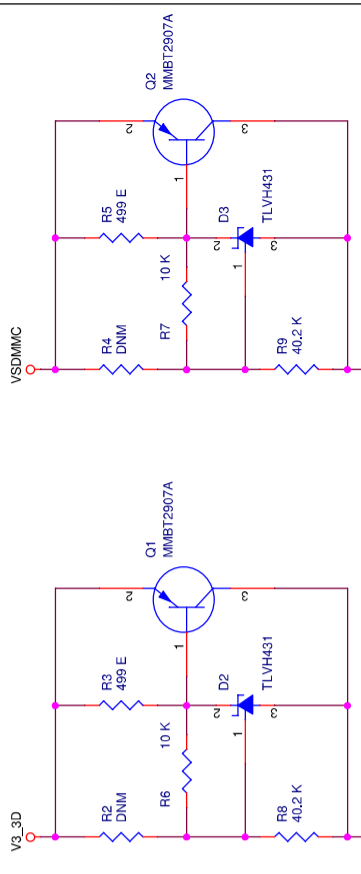 VSDMMC
R4
DNM
R5
499 E
Q2
MMBT2907A
2
3
1
10 K
R7
D3
TLVH431
2
1
3
R9
40.2 K
V3_3D
R2
DNM
R3
499 E
Q1
MMBT2907A
2
3
1
10 K
R6
D2
TLVH431
2
1
3
R8
40.2 K